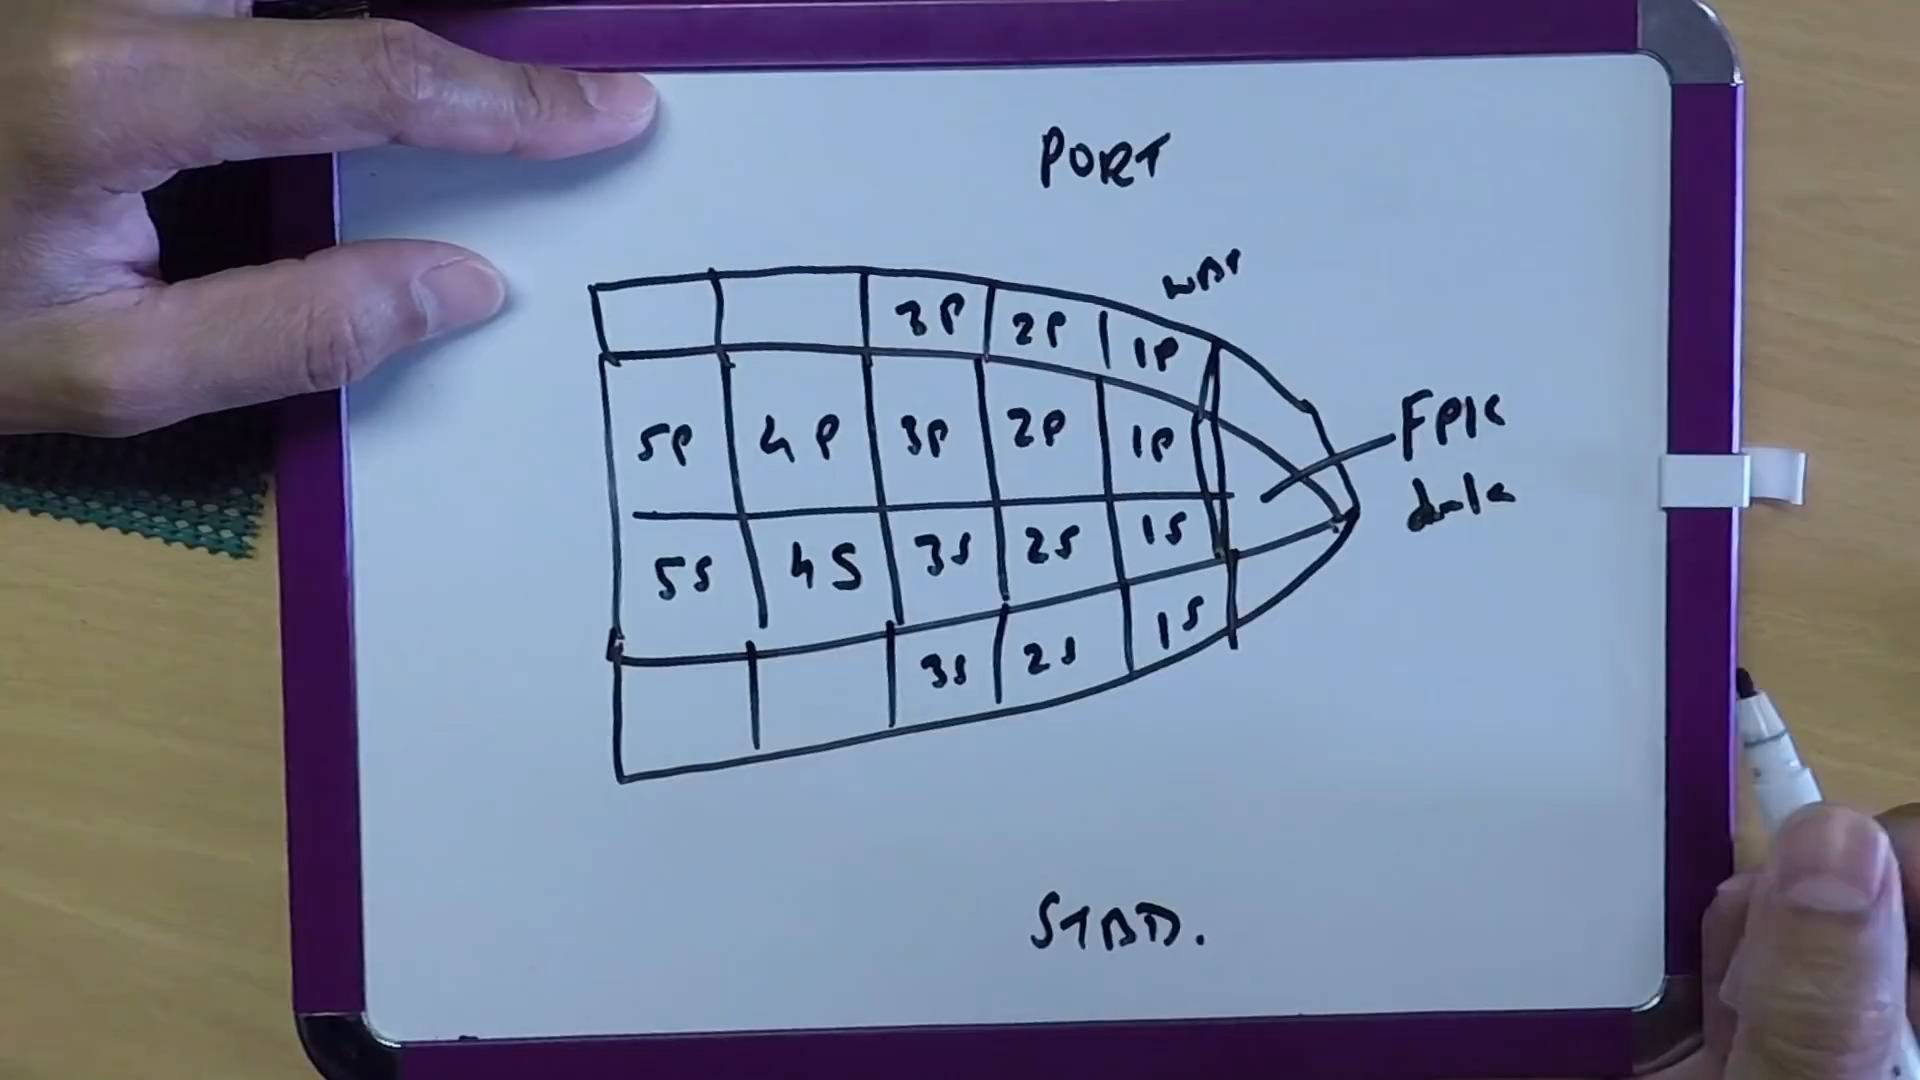 PORT
WBT
3P 2P 1P
5P 4P 3P 2P 1P
FPK
5S 4S 3S 2S 1S
3S 2S 1S
STBD.